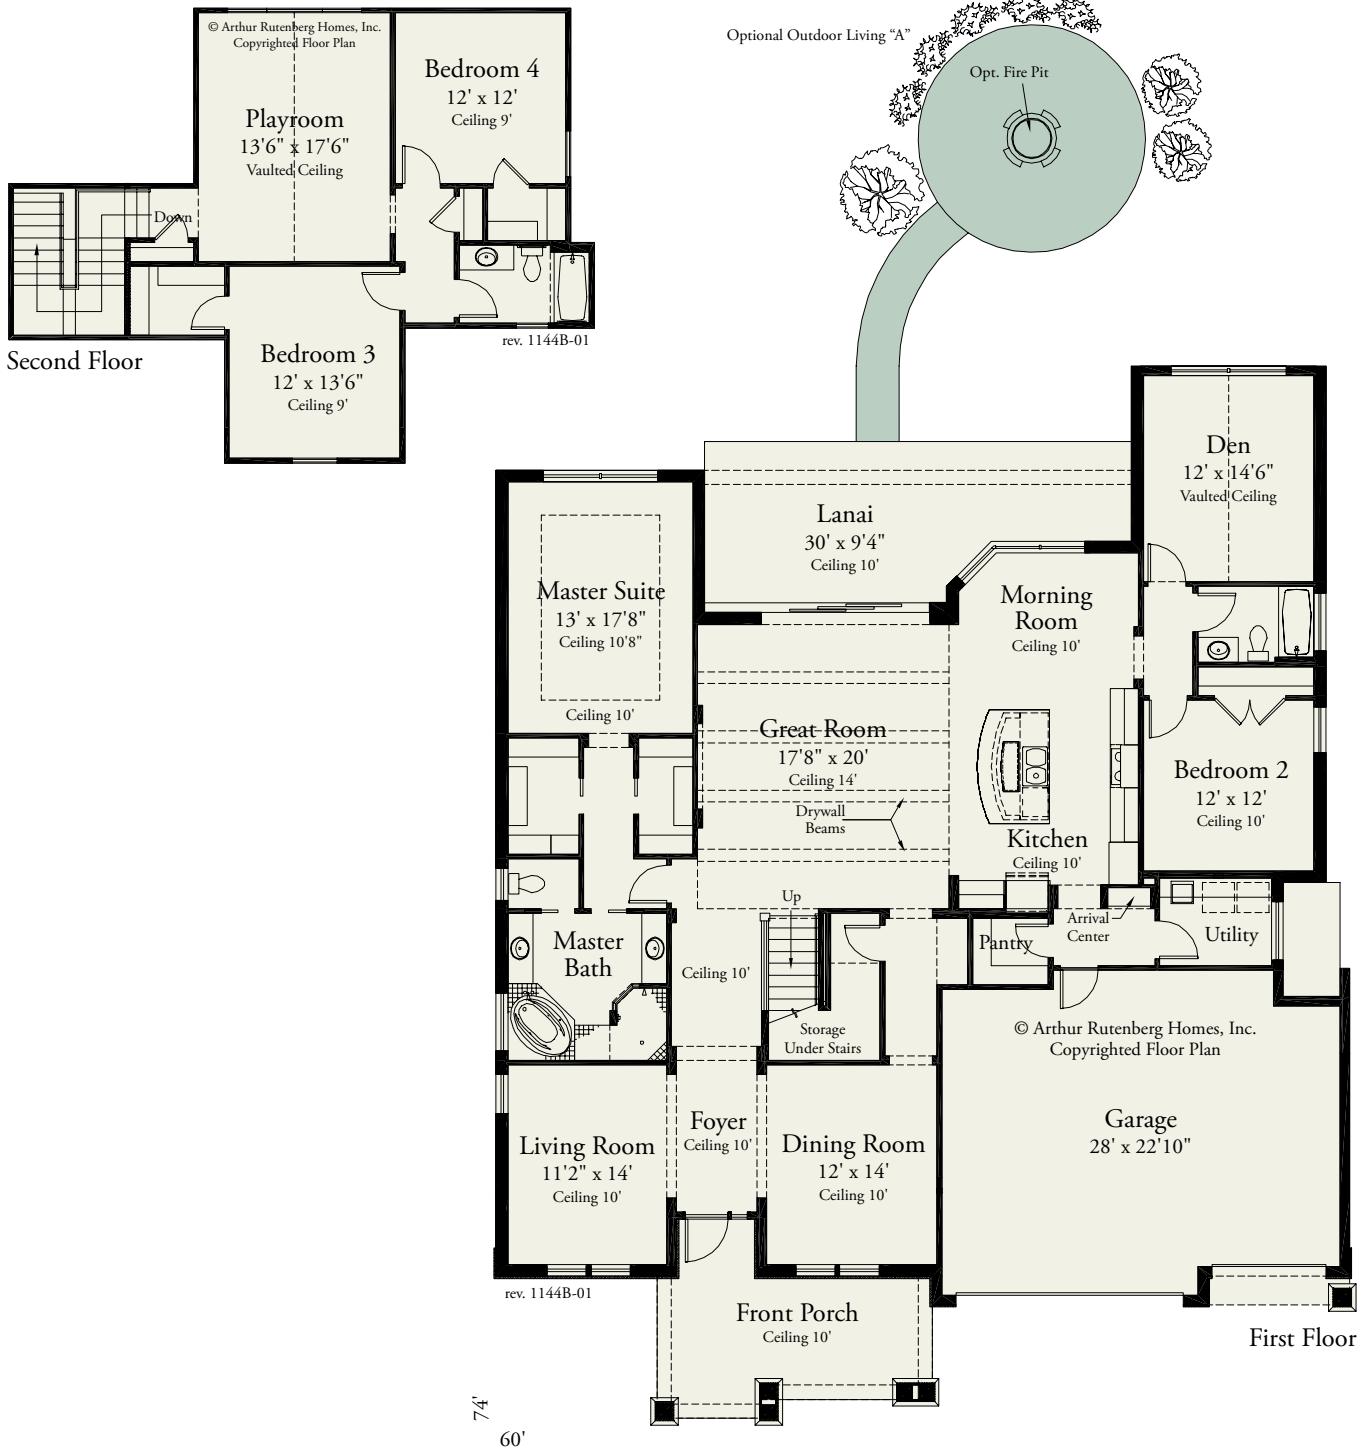 © Arthur Rutenberg Homes, Inc.
Copyrighted Floor Plan
Playroom
13'6" x 17'6"
Vaulted Ceiling
Bedroom 4
12' x 12'
Ceiling 9'
Down
Bedroom 3
12' x 13'6"
Ceiling 9'
rev. 1144B-01
Second Floor
Optional Outdoor Living “A”
Opt. Fire Pit
Den
12' x 14'6"
Vaulted Ceiling
Lanai
30' x 9'4"
Ceiling 10'
Master Suite
13' x 17'8"
Ceiling 10'8"
Ceiling 10'
Morning
Room
Ceiling 10'
Great Room
17'8" x 20'
Ceiling 14'
Drywall
Beams
Kitchen
Ceiling 10'
Bedroom 2
12' x 12'
Ceiling 10'
Up
Master
Bath
Ceiling 10'
Pantry
Arrival
Center
Utility
Storage
Under Stairs
© Arthur Rutenberg Homes, Inc.
Copyrighted Floor Plan
Garage
28' x 22'10"
Living Room
11'2" x 14'
Ceiling 10'
Foyer
Ceiling 10'
Dining Room
12' x 14'
Ceiling 10'
rev. 1144B-01
Front Porch
Ceiling 10'
First Floor
74'
60'